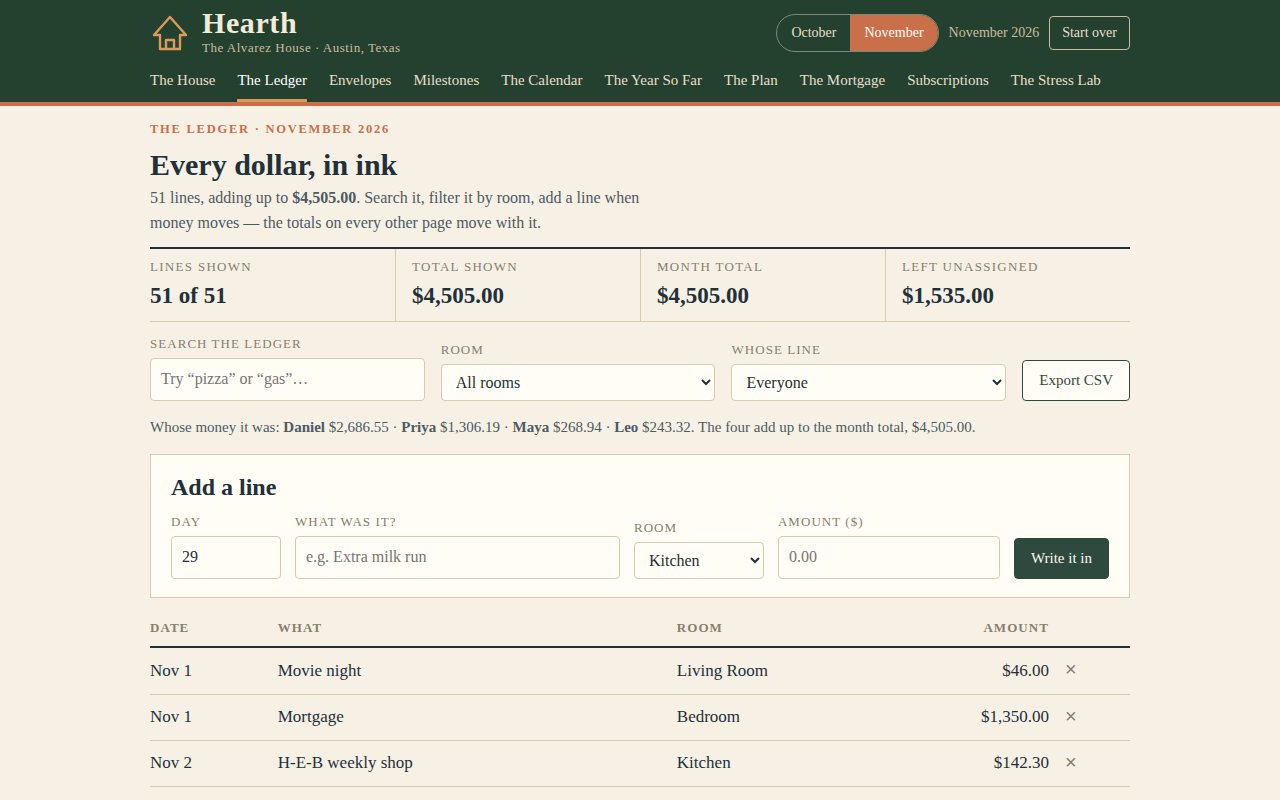 Hearth
The Alvarez House · Austin, Texas
October
November
November 2026
Start over
The House
The Ledger
Envelopes
Milestones
The Calendar
The Year So Far
The Plan
The Mortgage
Subscriptions
The Stress Lab
THE LEDGER · NOVEMBER 2026
Every dollar, in ink
51 lines, adding up to $4,505.00. Search it, filter it by room, add a line when
money moves — the totals on every other page move with it.
LINES SHOWN
51 of 51
TOTAL SHOWN
$4,505.00
MONTH TOTAL
$4,505.00
LEFT UNASSIGNED
$1,535.00
SEARCH THE LEDGER
Try “pizza” or “gas”…
ROOM
All rooms
WHOSE LINE
Everyone
Export CSV
Whose money it was: Daniel $2,686.55 · Priya $1,306.19 · Maya $268.94 · Leo $243.32. The four add up to the month total, $4,505.00.
Add a line
DAY
29
WHAT WAS IT?
e.g. Extra milk run
ROOM
Kitchen
AMOUNT ($)
0.00
Write it in
DATE WHAT ROOM AMOUNT
Nov 1 Movie night Living Room $46.00 ×
Nov 1 Mortgage Bedroom $1,350.00 ×
Nov 2 H-E-B weekly shop Kitchen $142.30 ×